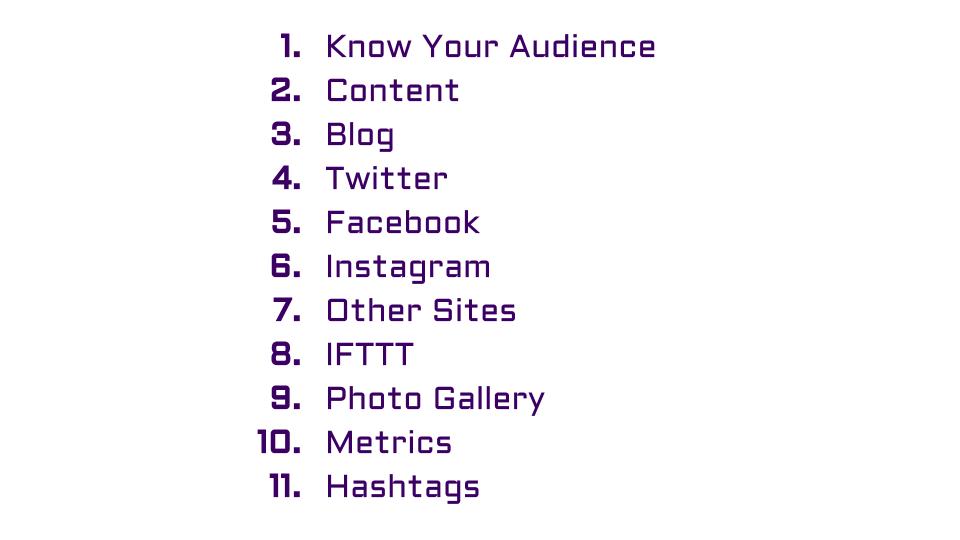 1. Know Your Audience
2. Content
3. Blog
4. Twitter
5. Facebook
6. Instagram
7. Other Sites
8. IFTTT
9. Photo Gallery
10. Metrics
11. Hashtags